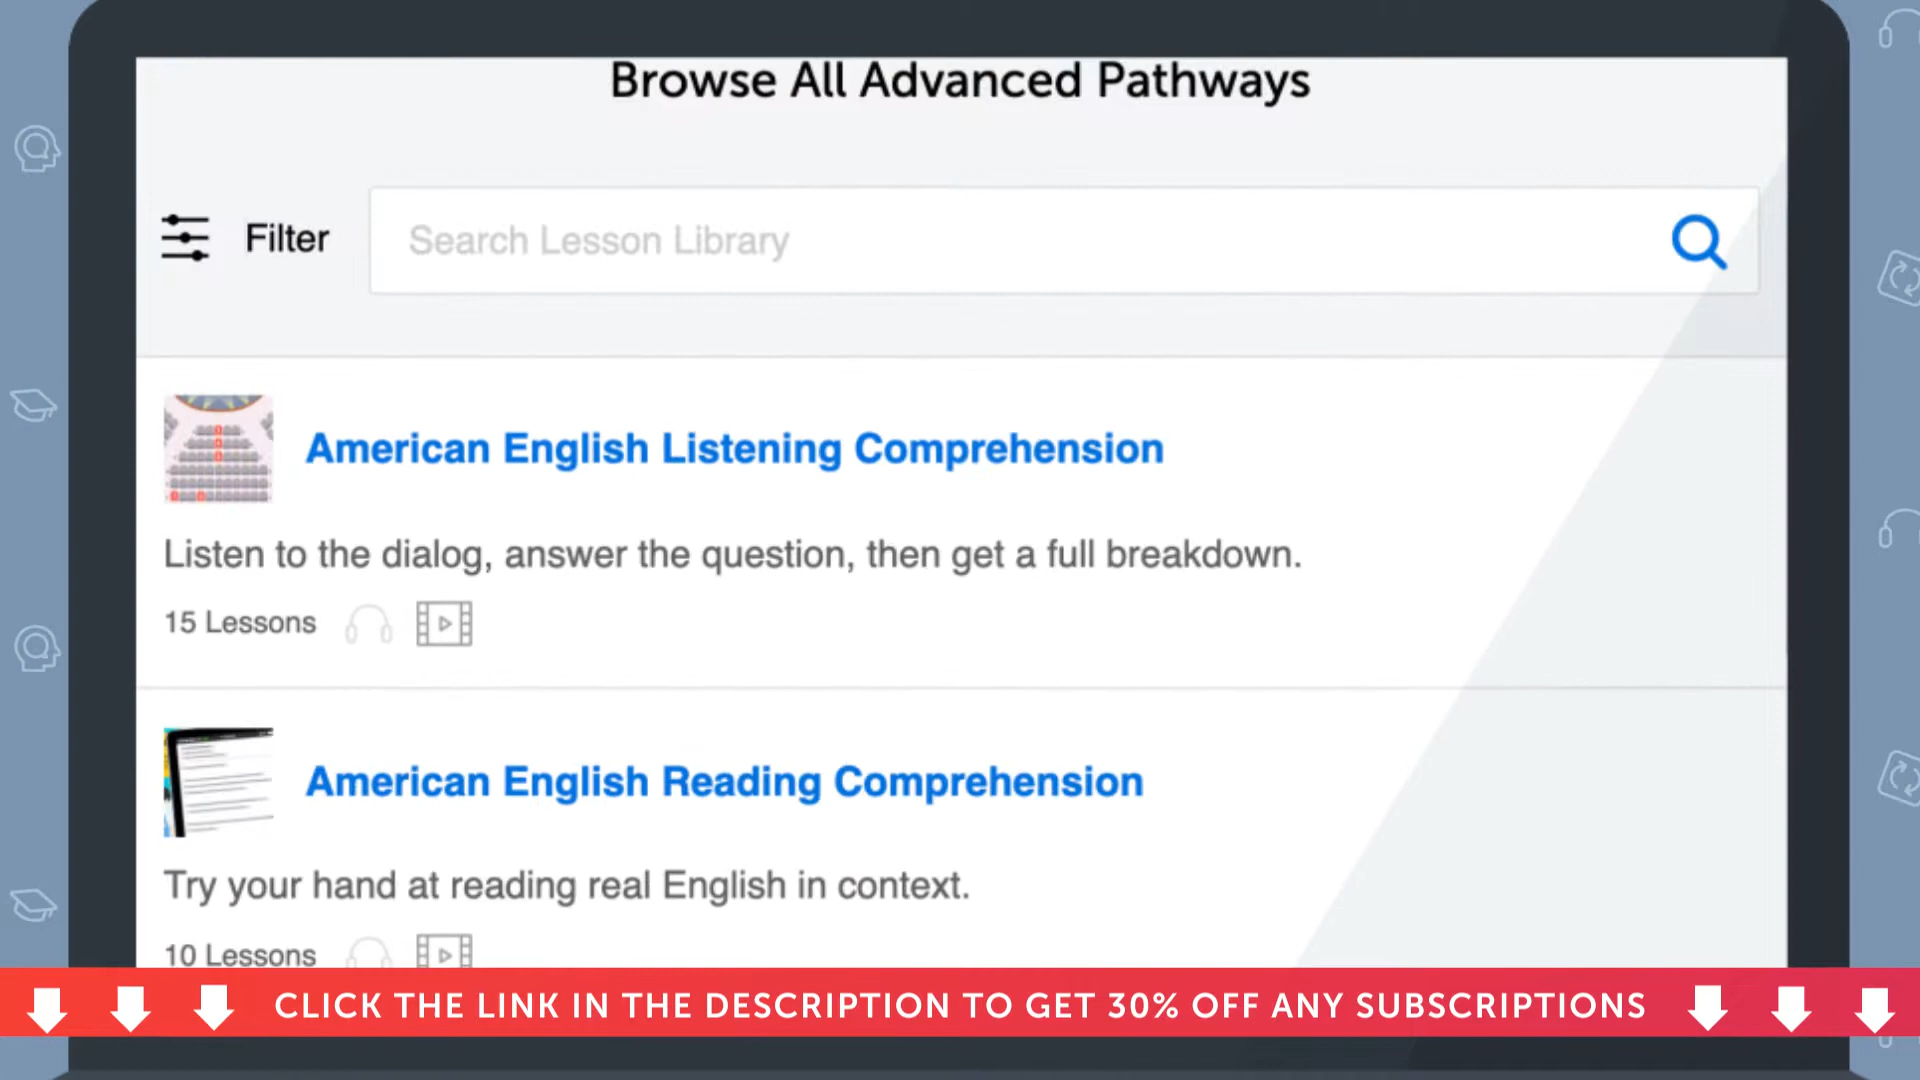 Browse All Advanced Pathways
Filter
Search Lesson Library
American English Listening Comprehension
Listen to the dialog, answer the question, then get a full breakdown.
15 Lessons
American English Reading Comprehension
Try your hand at reading real English in context.
10 Lessons
CLICK THE LINK IN THE DESCRIPTION TO GET 30% OFF ANY SUBSCRIPTIONS